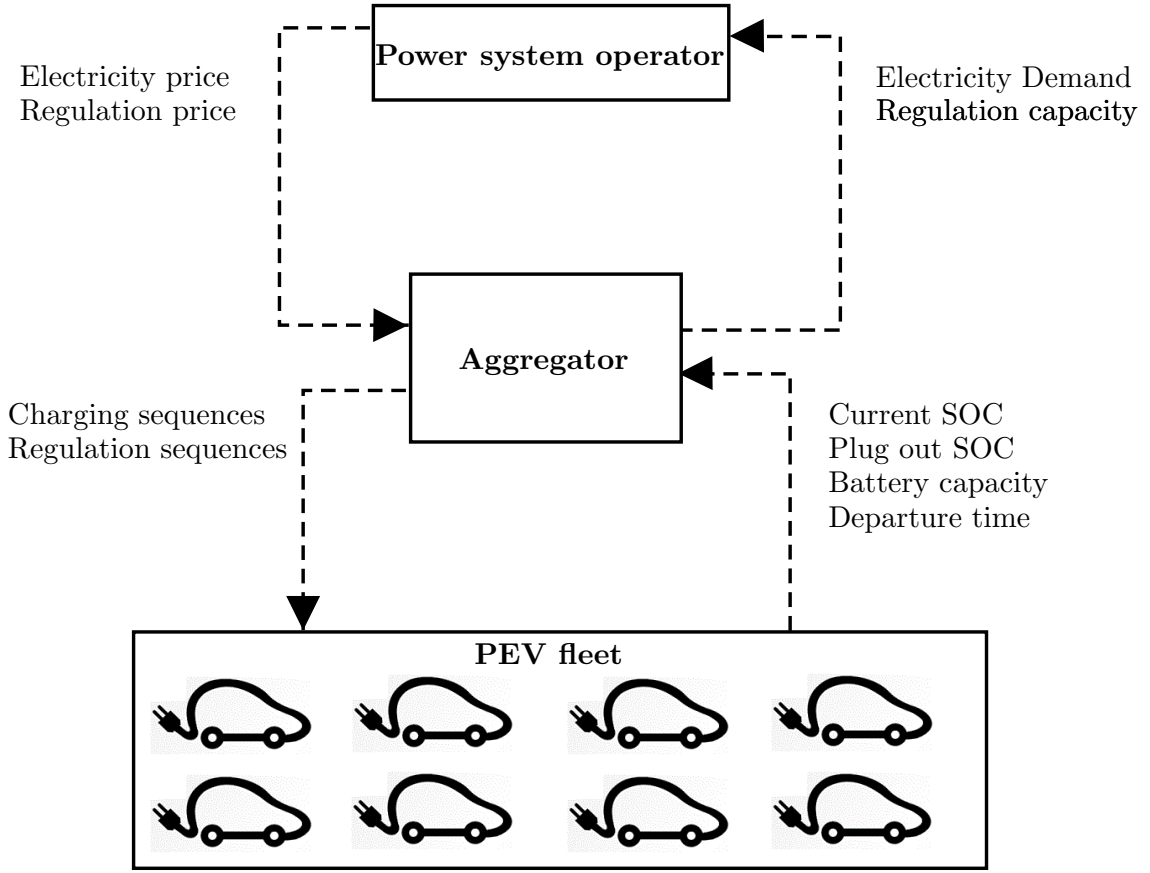 Power system operator
Electricity price
Regulation price
Electricity Demand
Regulation capacity
Aggregator
Charging sequences
Regulation sequences
Current SOC
Plug out SOC
Battery capacity
Departure time
PEV fleet